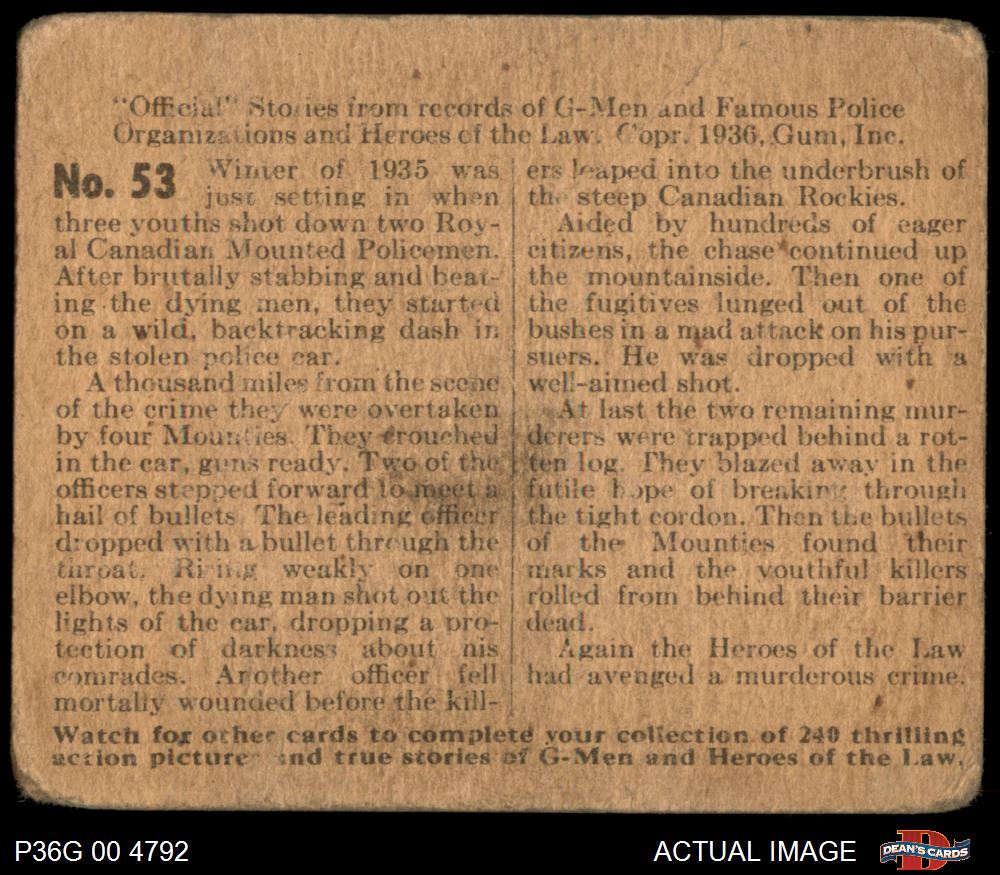 "Official" Stories from records of G-Men and Famous Police
Organizations and Heroes of the Law. Copr. 1936, Gum, Inc.
No. 53
Winter of 1935 was
just setting in when
three youths shot down two Roy-
al Canadian Mounted Policemen.
After brutally stabbing and beat-
ing the dying men, they started
on a wild, backtracking dash in
the stolen police car.
A thousand miles from the scene
of the crime they were overtaken
by four Mounties. They crouched
in the car, guns ready. Two of the
officers stepped forward to meet a
hail of bullets. The leading officer
dropped with a bullet through the
throat. Rising weakly on one
elbow, the dying man shot out the
lights of the car, dropping a pro-
tection of darkness about his
comrades. Another officer fell
mortally wounded before the kill-
ers leaped into the underbrush of
the steep Canadian Rockies.
Aided by hundreds of eager
citizens, the chase continued up
the mountainside. Then one of
the fugitives lunged out of the
bushes in a mad attack on his pur-
suers. He was dropped with a
well-aimed shot.
At last the two remaining mur-
derers were trapped behind a rot-
ten log. They blazed away in the
futile hope of breaking through
the tight cordon. Then the bullets
of the Mounties found their
marks and the youthful killers
rolled from behind their barrier
dead.
Again the Heroes of the Law
had avenged a murderous crime.
Watch for other cards to complete your collection of 240 thrilling
action pictures and true stories of G-Men and Heroes of the Law.
P36G 00 4792
ACTUAL IMAGE
D
DEAN'S CARDS